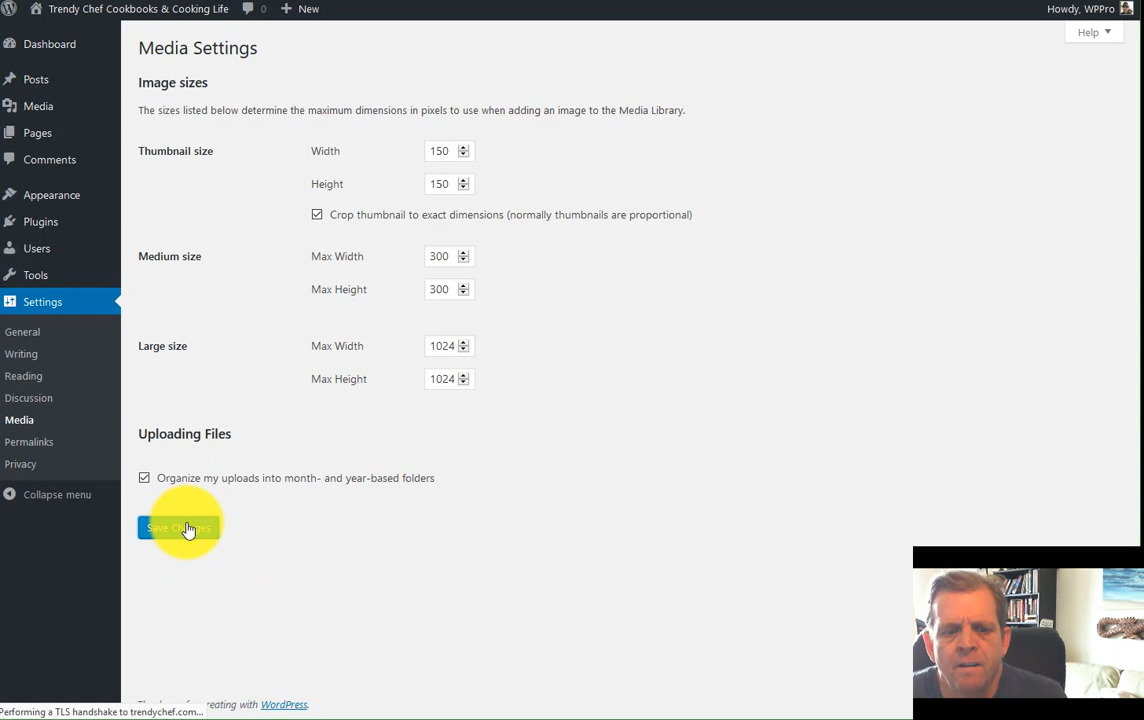 Trendy Chef Cookbooks & Cooking Life 0 New Howdy, WPPro
Help
Dashboard
Posts
Media
Pages
Comments
Appearance
Plugins
Users
Tools
Settings
General
Writing
Reading
Discussion
Media
Permalinks
Privacy
Collapse menu
Media Settings
Image sizes
The sizes listed below determine the maximum dimensions in pixels to use when adding an image to the Media Library.
Thumbnail size Width 150
Height 150
Crop thumbnail to exact dimensions (normally thumbnails are proportional)
Medium size Max Width 300
Max Height 300
Large size Max Width 1024
Max Height 1024
Uploading Files
Organize my uploads into month- and year-based folders
Save Changes
creating with WordPress.
Performing a TLS handshake to trendychef.com...